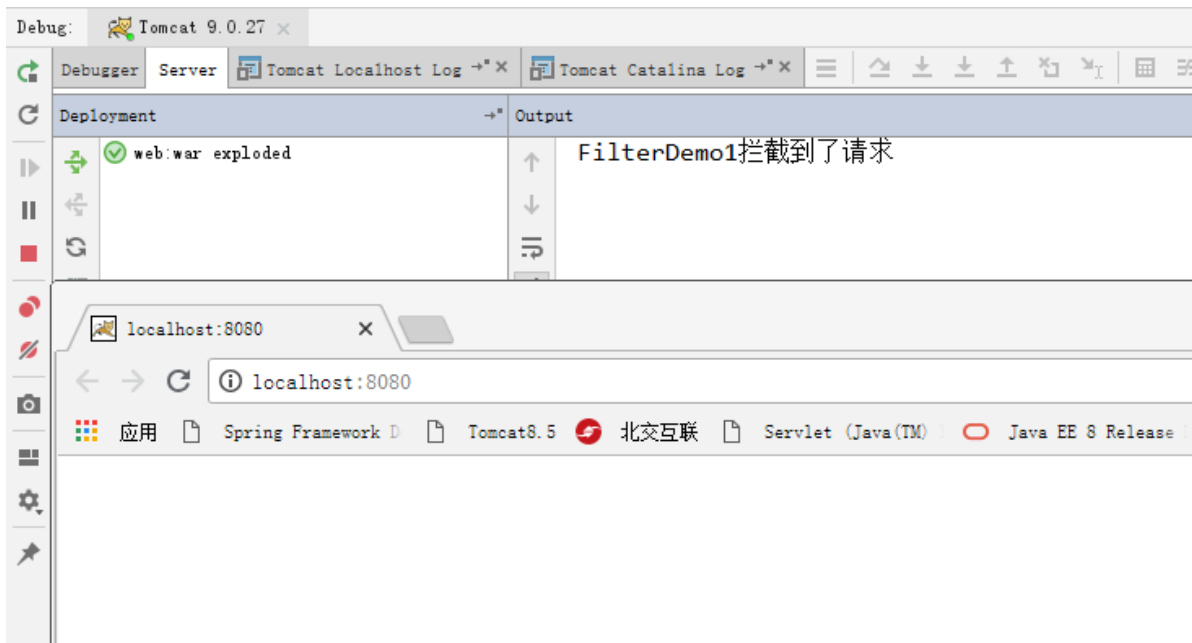 Debug: Tomcat 9.0.27
Debugger Server Tomcat Localhost Log Tomcat Catalina Log
Deployment Output
web:war exploded FilterDemo1拦截到了请求
localhost:8080
localhost:8080
应用 Spring Framework D Tomcat8.5 北交互联 Servlet (Java(TM) Java EE 8 Release